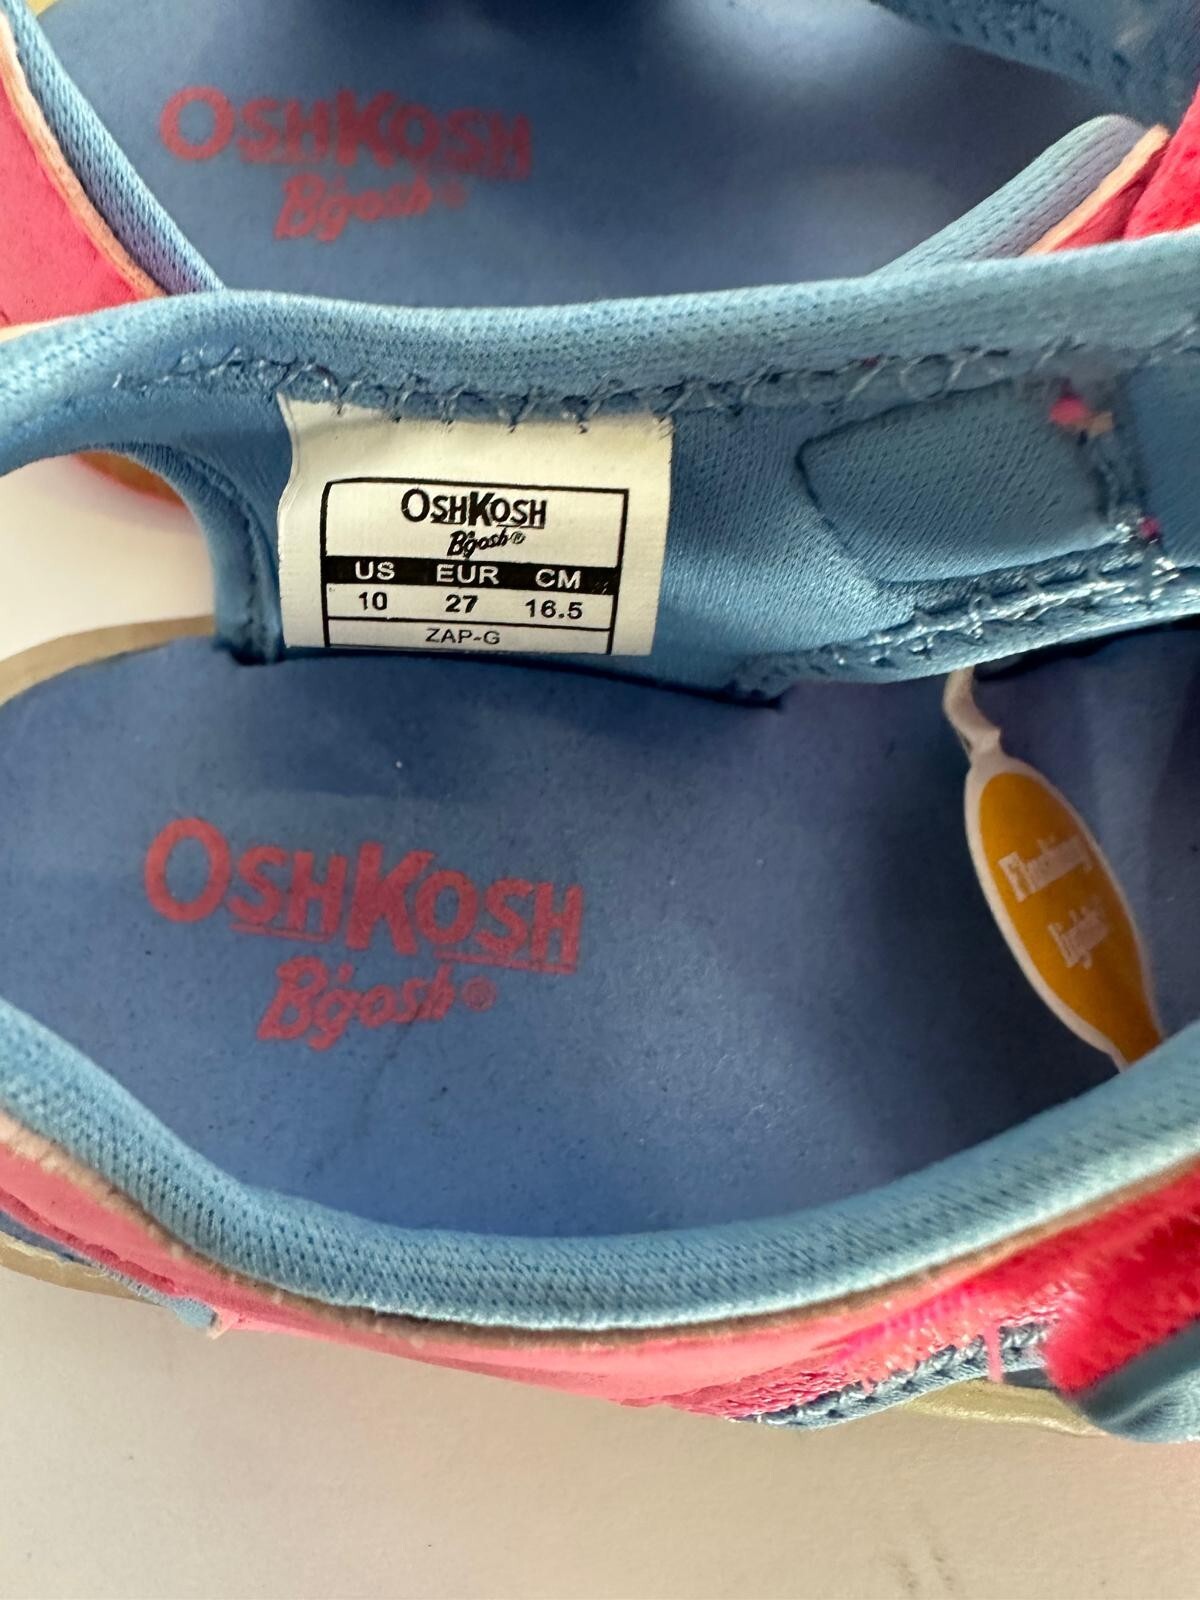 OSHKOSH
B'gosh®
OSHKOSH
B'gosh®
US EUR CM
10 27 16.5
ZAP-G
OSHKOSH
B'gosh®
Flashing
lights!